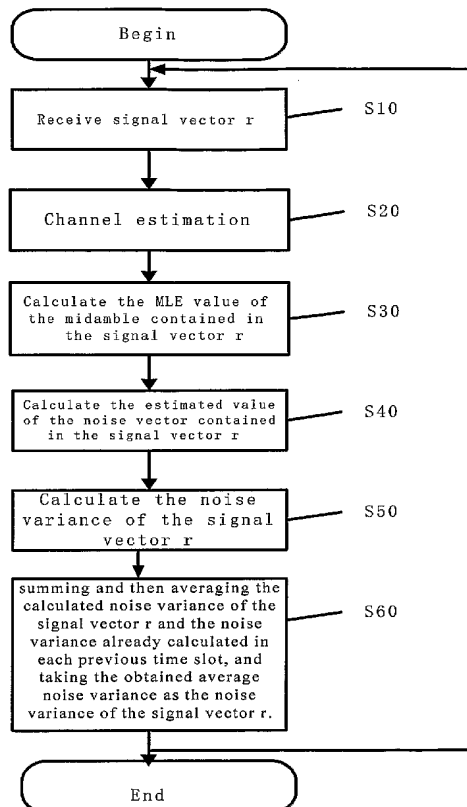 Begin
Receive signal vector r
S10
Channel estimation
S20
Calculate the MLE value of
the midamble contained in
the signal vector r
S30
Calculate the estimated value
of the noise vector contained
in the signal vector r
S40
Calculate the noise
variance of the signal
vector r
S50
summing and then averaging the
calculated noise variance of the
signal vector r and the noise
variance already calculated in
each previous time slot, and
taking the obtained average
noise variance as the noise
variance of the signal vector r.
S60
End